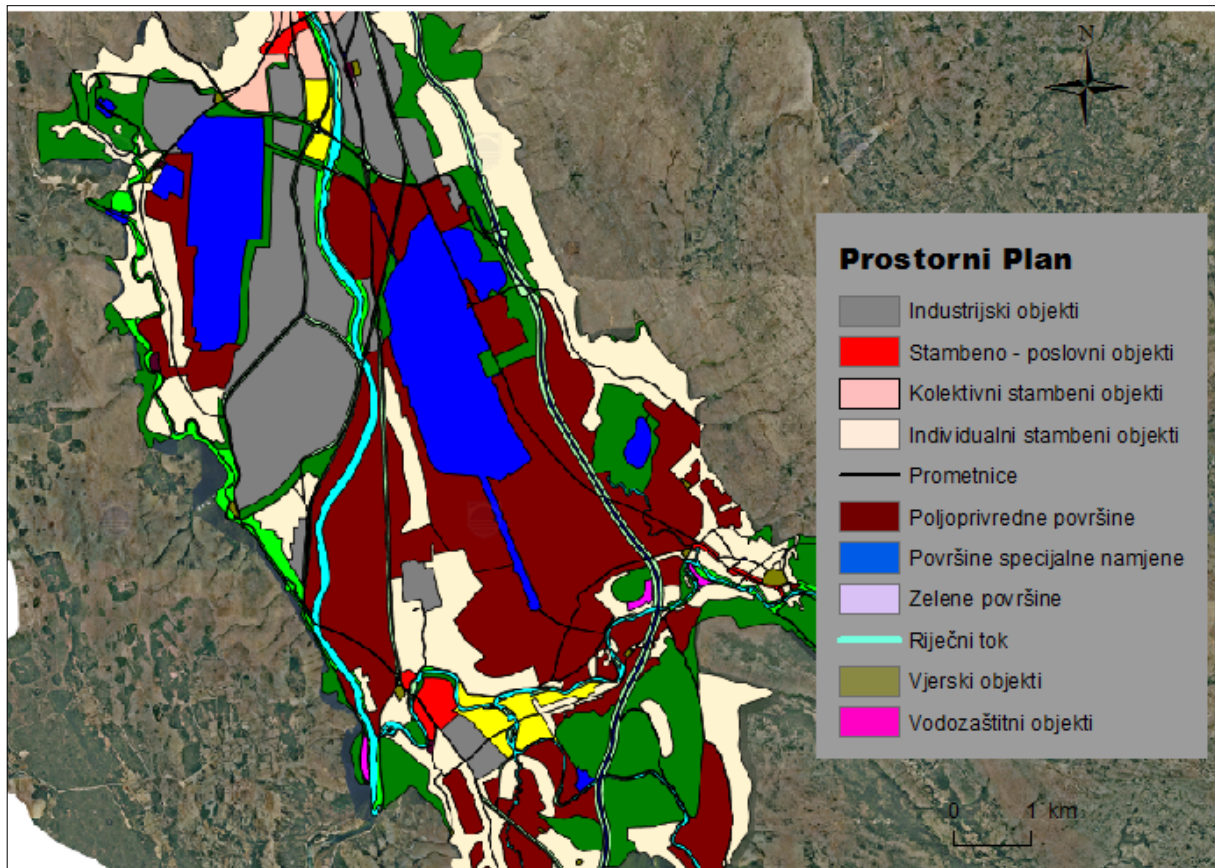 N
Prostorni Plan
Industrijski objekti
Stambeno - poslovni objekti
Kolektivni stambeni objekti
Individualni stambeni objekti
Prometnice
Poljoprivredne površine
Površine specijalne namjene
Zelene površine
Riječni tok
Vjerski objekti
Vodozaštitni objekti
0 1 km